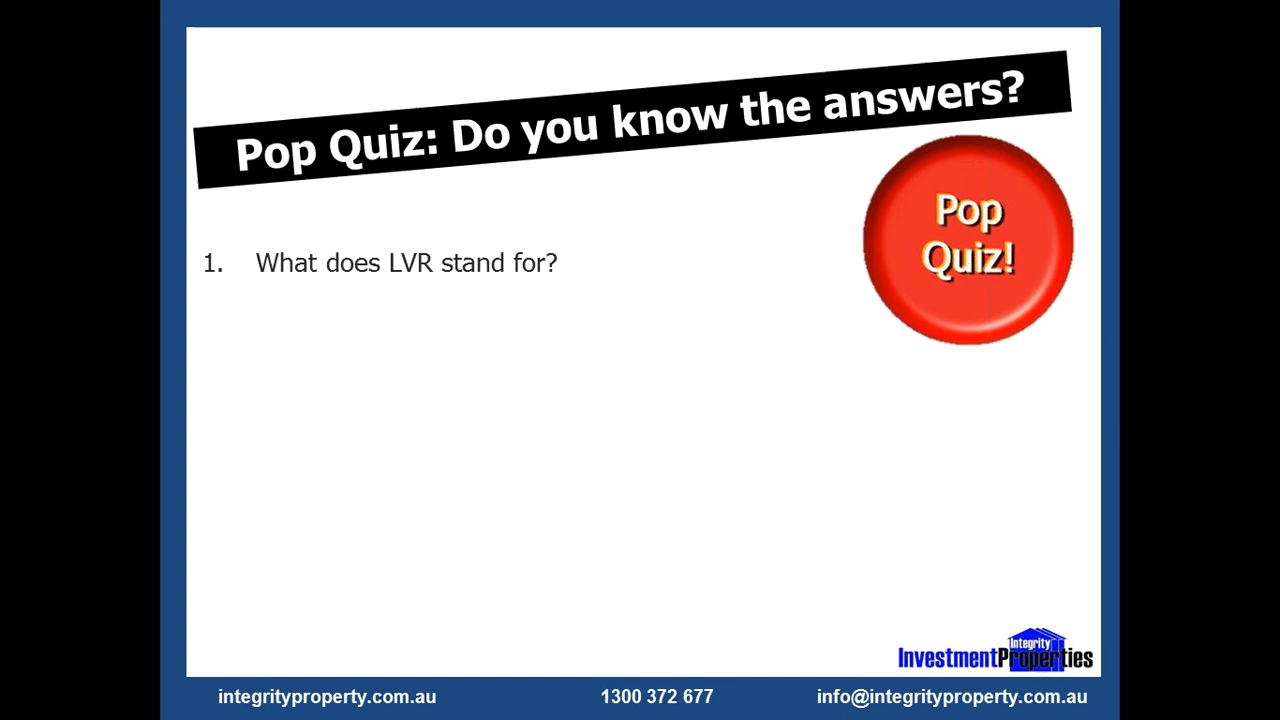 Pop Quiz: Do you know the answers?
Pop
Quiz!
1. What does LVR stand for?
Integrity
InvestmentProperties
integrityproperty.com.au 1300 372 677 info@integrityproperty.com.au